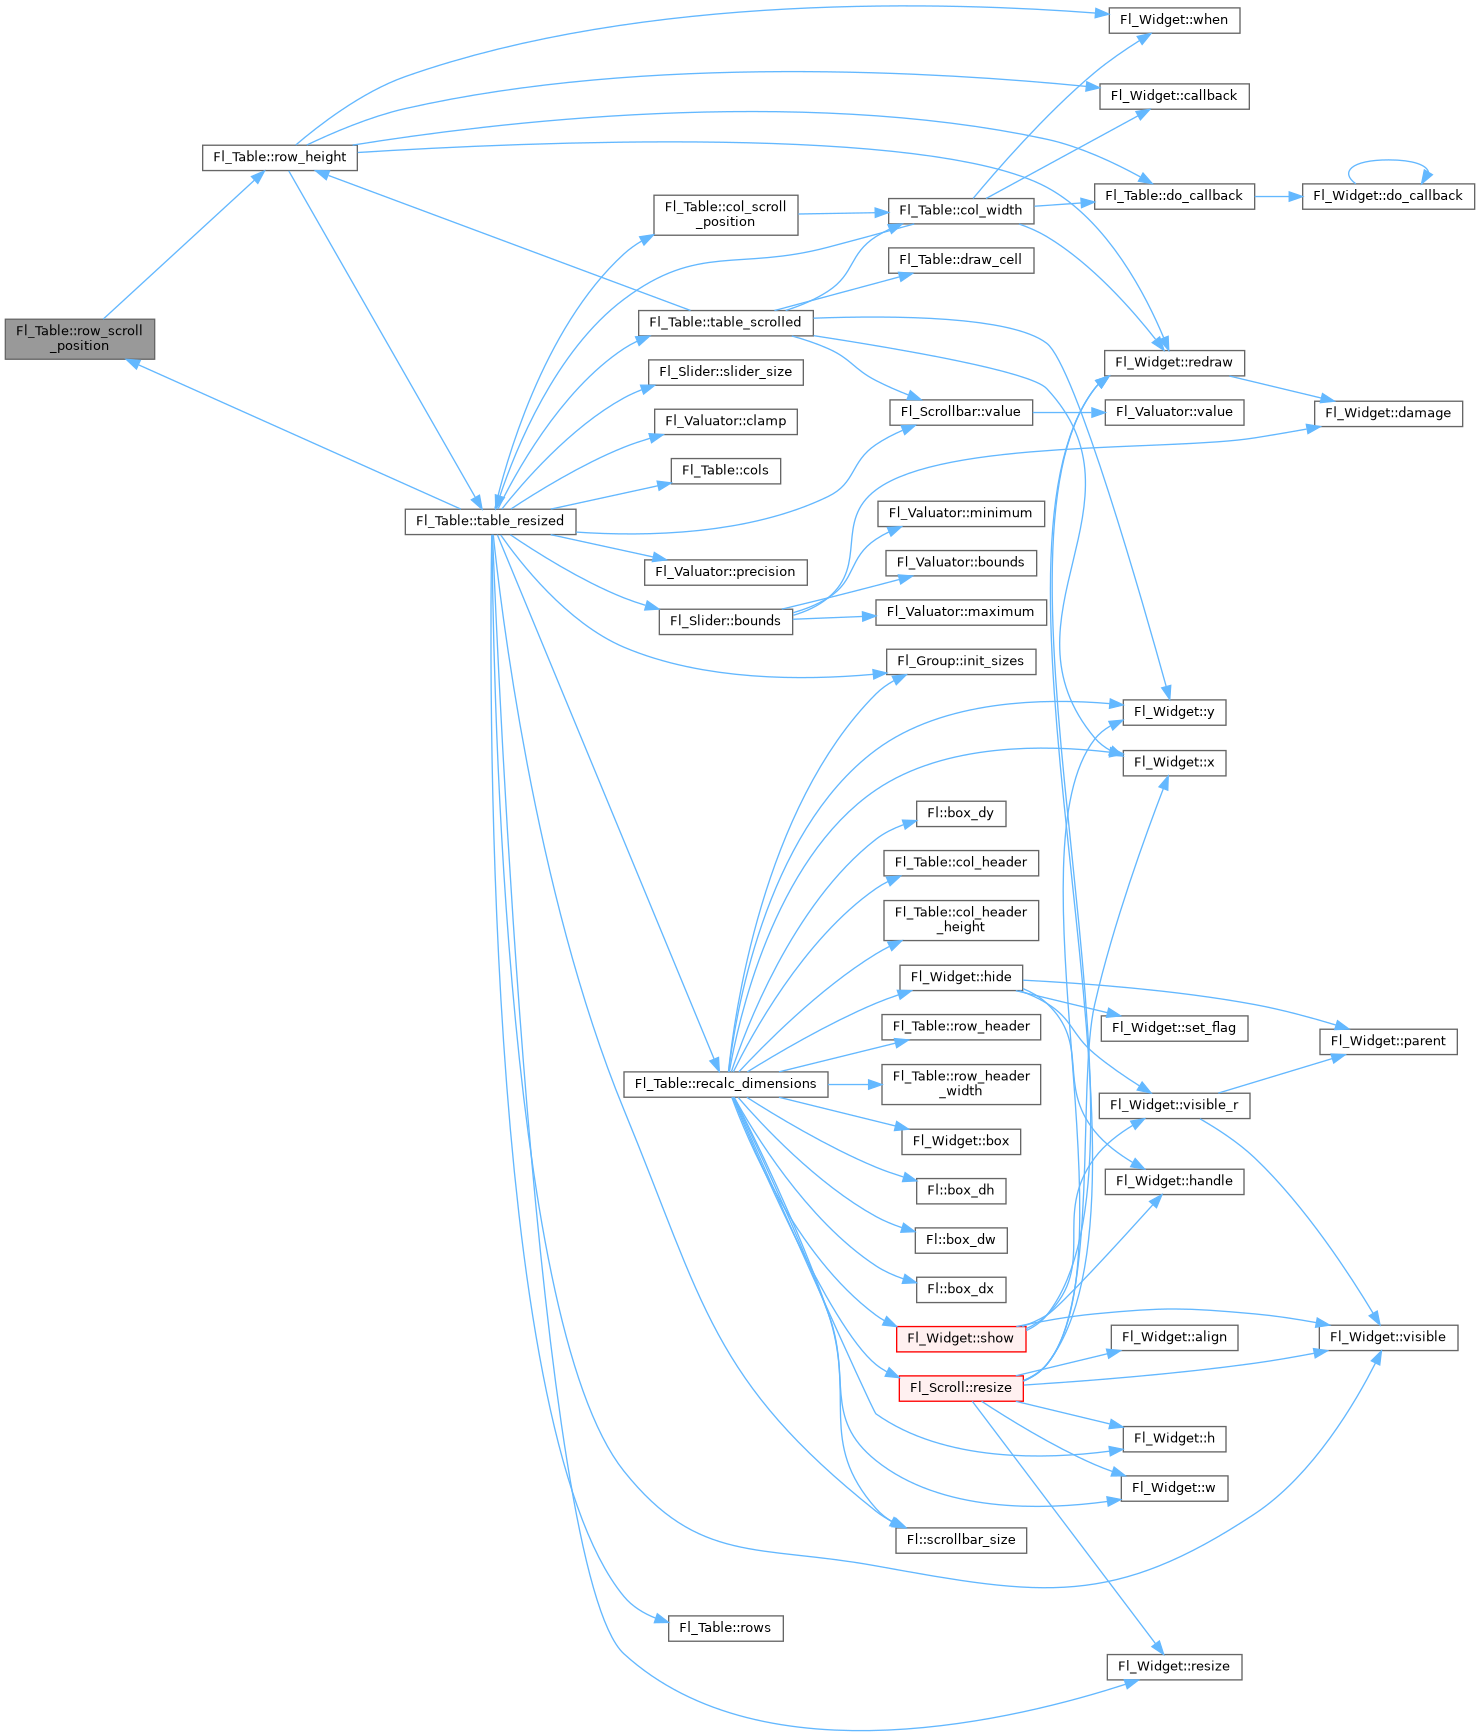 Fl_Widget::when
Fl_Widget::callback
Fl_Table::row_height
Fl_Table::do_callback
Fl_Widget::do_callback
Fl_Table::col_scroll
_position
Fl_Table::col_width
Fl_Table::draw_cell
Fl_Table::row_scroll
_position
Fl_Table::table_scrolled
Fl_Widget::redraw
Fl_Slider::slider_size
Fl_Scrollbar::value
Fl_Valuator::value
Fl_Widget::damage
Fl_Valuator::clamp
Fl_Table::cols
Fl_Table::table_resized
Fl_Valuator::minimum
Fl_Valuator::bounds
Fl_Valuator::precision
Fl_Slider::bounds
Fl_Valuator::maximum
Fl_Group::init_sizes
Fl_Widget::y
Fl_Widget::x
Fl::box_dy
Fl_Table::col_header
Fl_Table::col_header
_height
Fl_Widget::hide
Fl_Table::row_header
Fl_Widget::set_flag
Fl_Widget::parent
Fl_Table::recalc_dimensions
Fl_Table::row_header
_width
Fl_Widget::visible_r
Fl_Widget::box
Fl_Widget::handle
Fl::box_dh
Fl::box_dw
Fl::box_dx
Fl_Widget::show
Fl_Widget::align
Fl_Widget::visible
Fl_Scroll::resize
Fl_Widget::h
Fl_Widget::w
Fl::scrollbar_size
Fl_Table::rows
Fl_Widget::resize